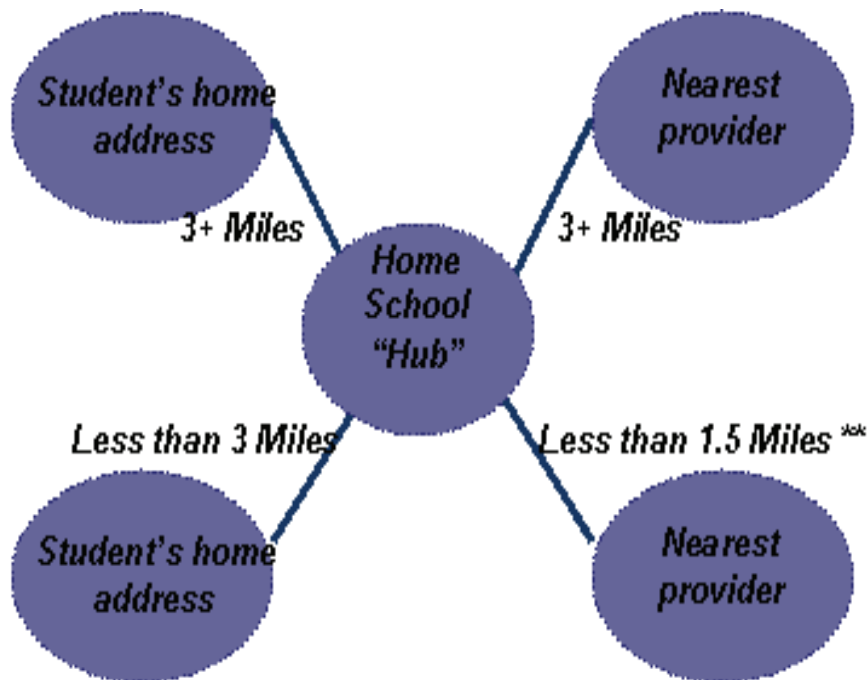 Student’s home
address
Nearest
provider
3+ Miles
3+ Miles
Home
School
“Hub”
Less than 3 Miles
Less than 1.5 Miles **
Student’s home
address
Nearest
provider